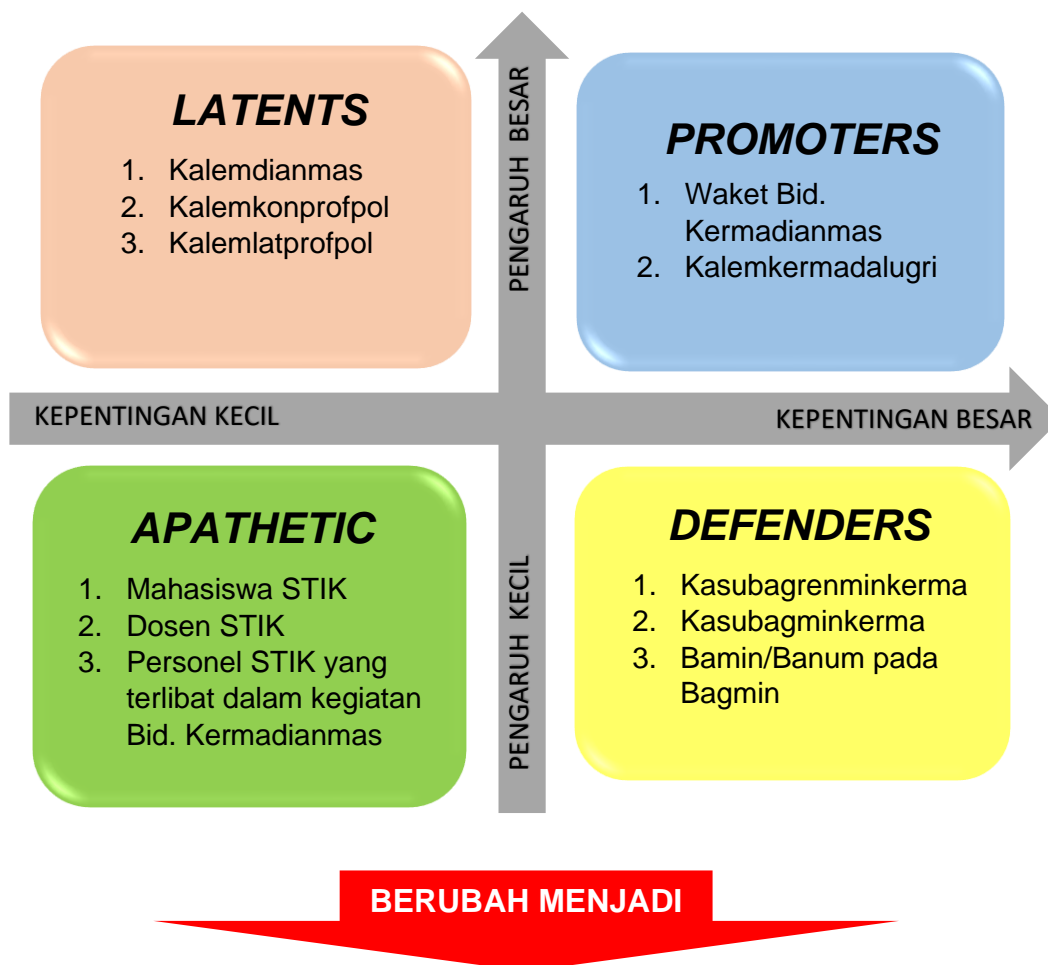 LATENTS
1. Kalemdianmas
2. Kalemkonprofpol
3. Kalemlatprofpol
PENGARUH BESAR
PROMOTERS
1. Waket Bid.
Kermadianmas
2. Kalemkermadalugri
KEPENTINGAN KECIL
KEPENTINGAN BESAR
APATHETIC
1. Mahasiswa STIK
2. Dosen STIK
3. Personel STIK yang
terlibat dalam kegiatan
Bid. Kermadianmas
PENGARUH KECIL
DEFENDERS
1. Kasubagrenminkerma
2. Kasubagminkerma
3. Bamin/Banum pada
Bagmin
BERUBAH MENJADI